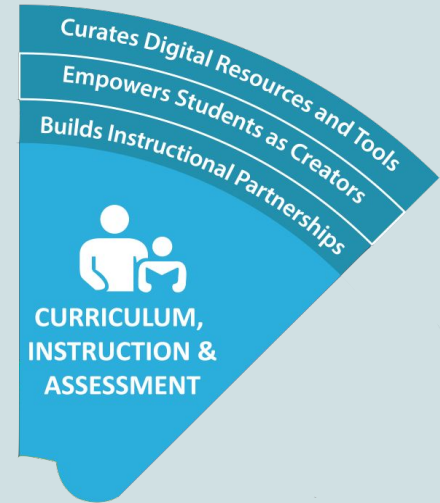 Curates Digital Resources and Tools
Empowers Students as Creators
Builds Instructional Partnerships
CURRICULUM,
INSTRUCTION &
ASSESSMENT